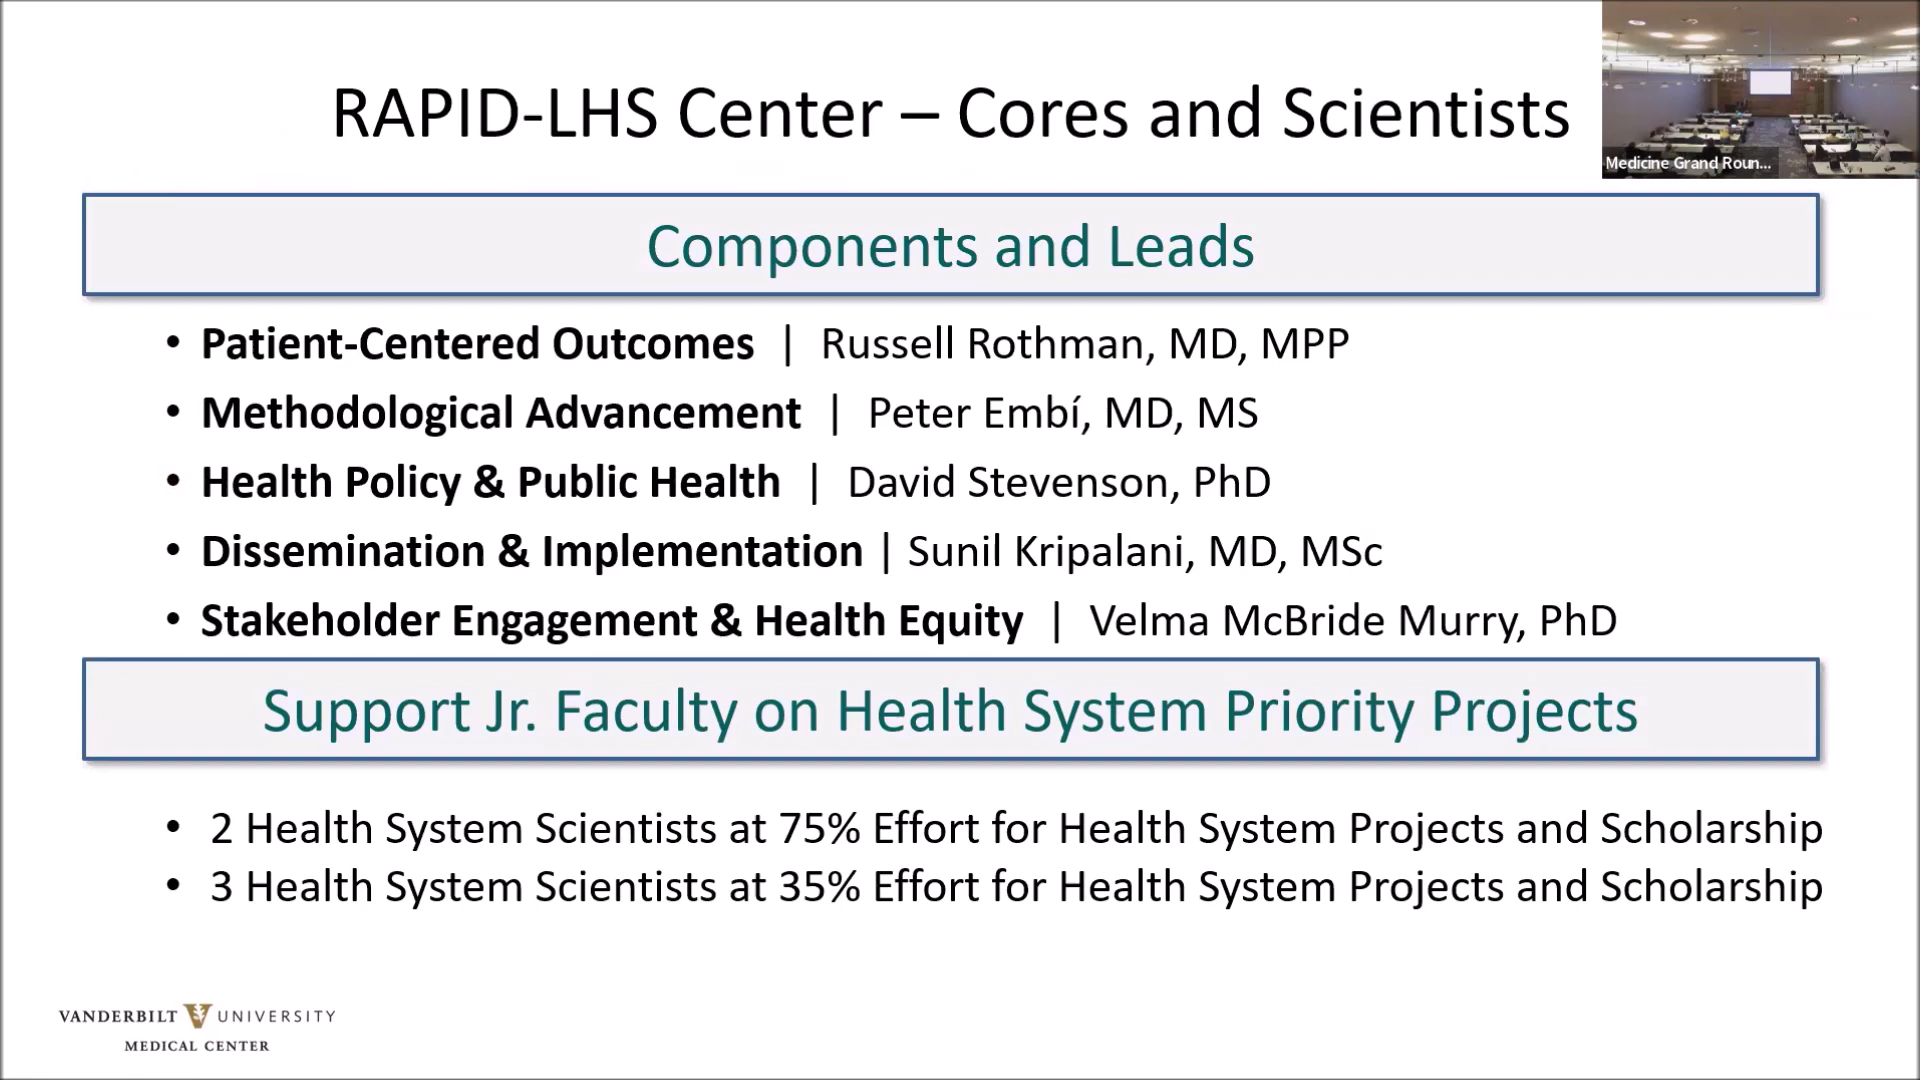 RAPID-LHS Center – Cores and Scientists
Medicine Grand Roun...
Components and Leads
• Patient-Centered Outcomes | Russell Rothman, MD, MPP
• Methodological Advancement | Peter Embí, MD, MS
• Health Policy & Public Health | David Stevenson, PhD
• Dissemination & Implementation | Sunil Kripalani, MD, MSc
• Stakeholder Engagement & Health Equity | Velma McBride Murry, PhD
Support Jr. Faculty on Health System Priority Projects
• 2 Health System Scientists at 75% Effort for Health System Projects and Scholarship
• 3 Health System Scientists at 35% Effort for Health System Projects and Scholarship
VANDERBILT UNIVERSITY
MEDICAL CENTER